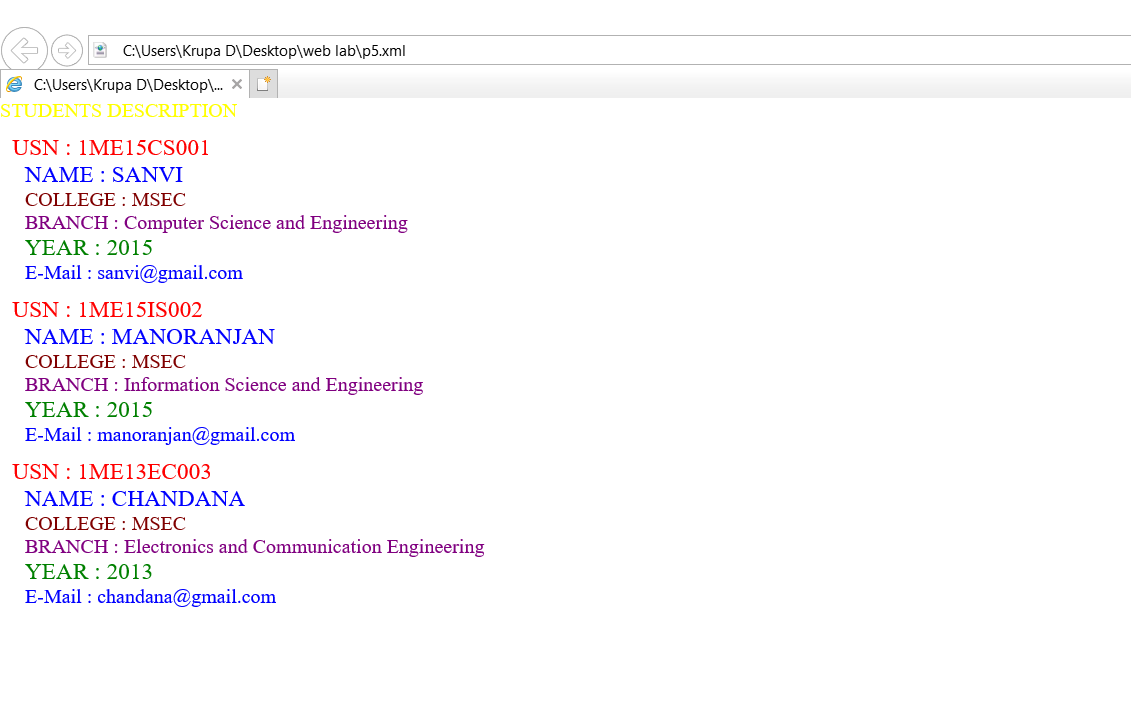 C:\Users\Krupa D\Desktop\web lab\p5.xml
C:\Users\Krupa D\Desktop\...
STUDENTS DESCRIPTION
USN : 1ME15CS001
NAME : SANVI
COLLEGE : MSEC
BRANCH : Computer Science and Engineering
YEAR : 2015
E-Mail : sanvi@gmail.com
USN : 1ME15IS002
NAME : MANORANJAN
COLLEGE : MSEC
BRANCH : Information Science and Engineering
YEAR : 2015
E-Mail : manoranjan@gmail.com
USN : 1ME13EC003
NAME : CHANDANA
COLLEGE : MSEC
BRANCH : Electronics and Communication Engineering
YEAR : 2013
E-Mail : chandana@gmail.com